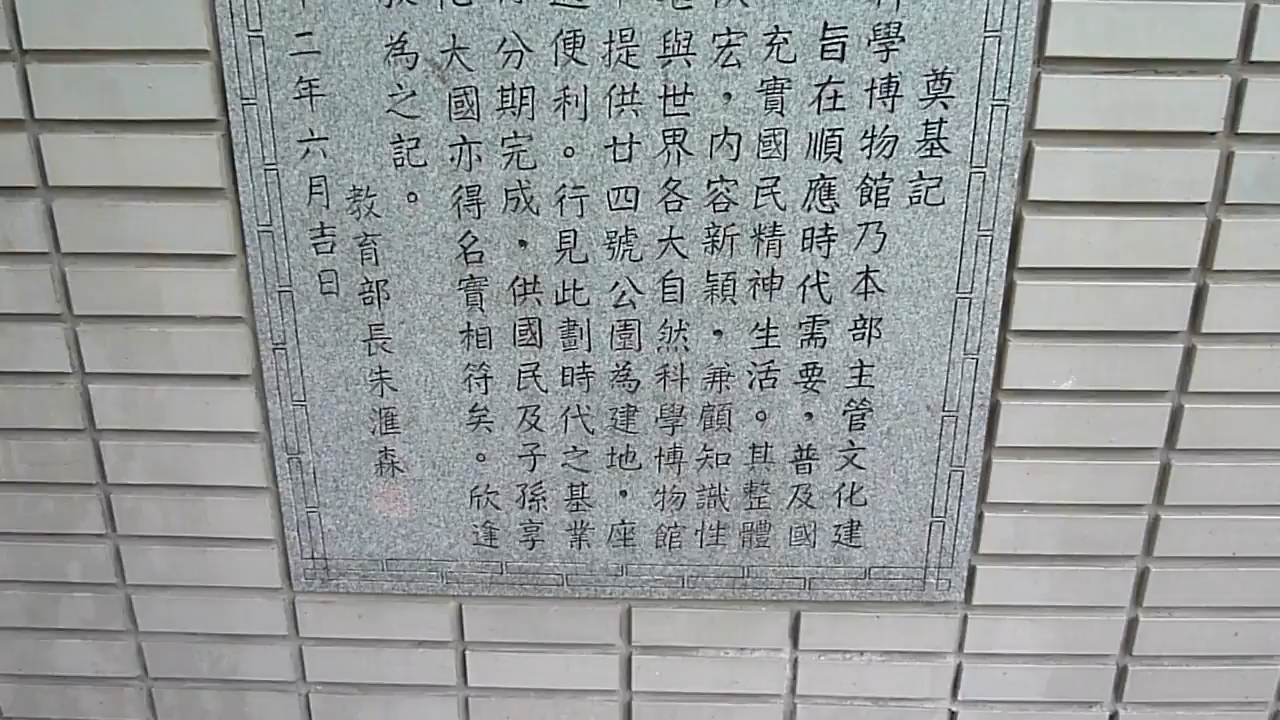 奠基記
學博物館乃本部主管文化建
旨在順應時代需要，普及國
充實國民精神生活。其整體
宏，內容新穎，兼顧知識性
與世界各大自然科學博物館
提供廿四號公園為建地。座
便利。行見此劃時代之基業
分期完成，供國民及子孫享
大國亦得名實相符矣。欣逢
為之記。
教育部長朱滙森
二年六月吉日